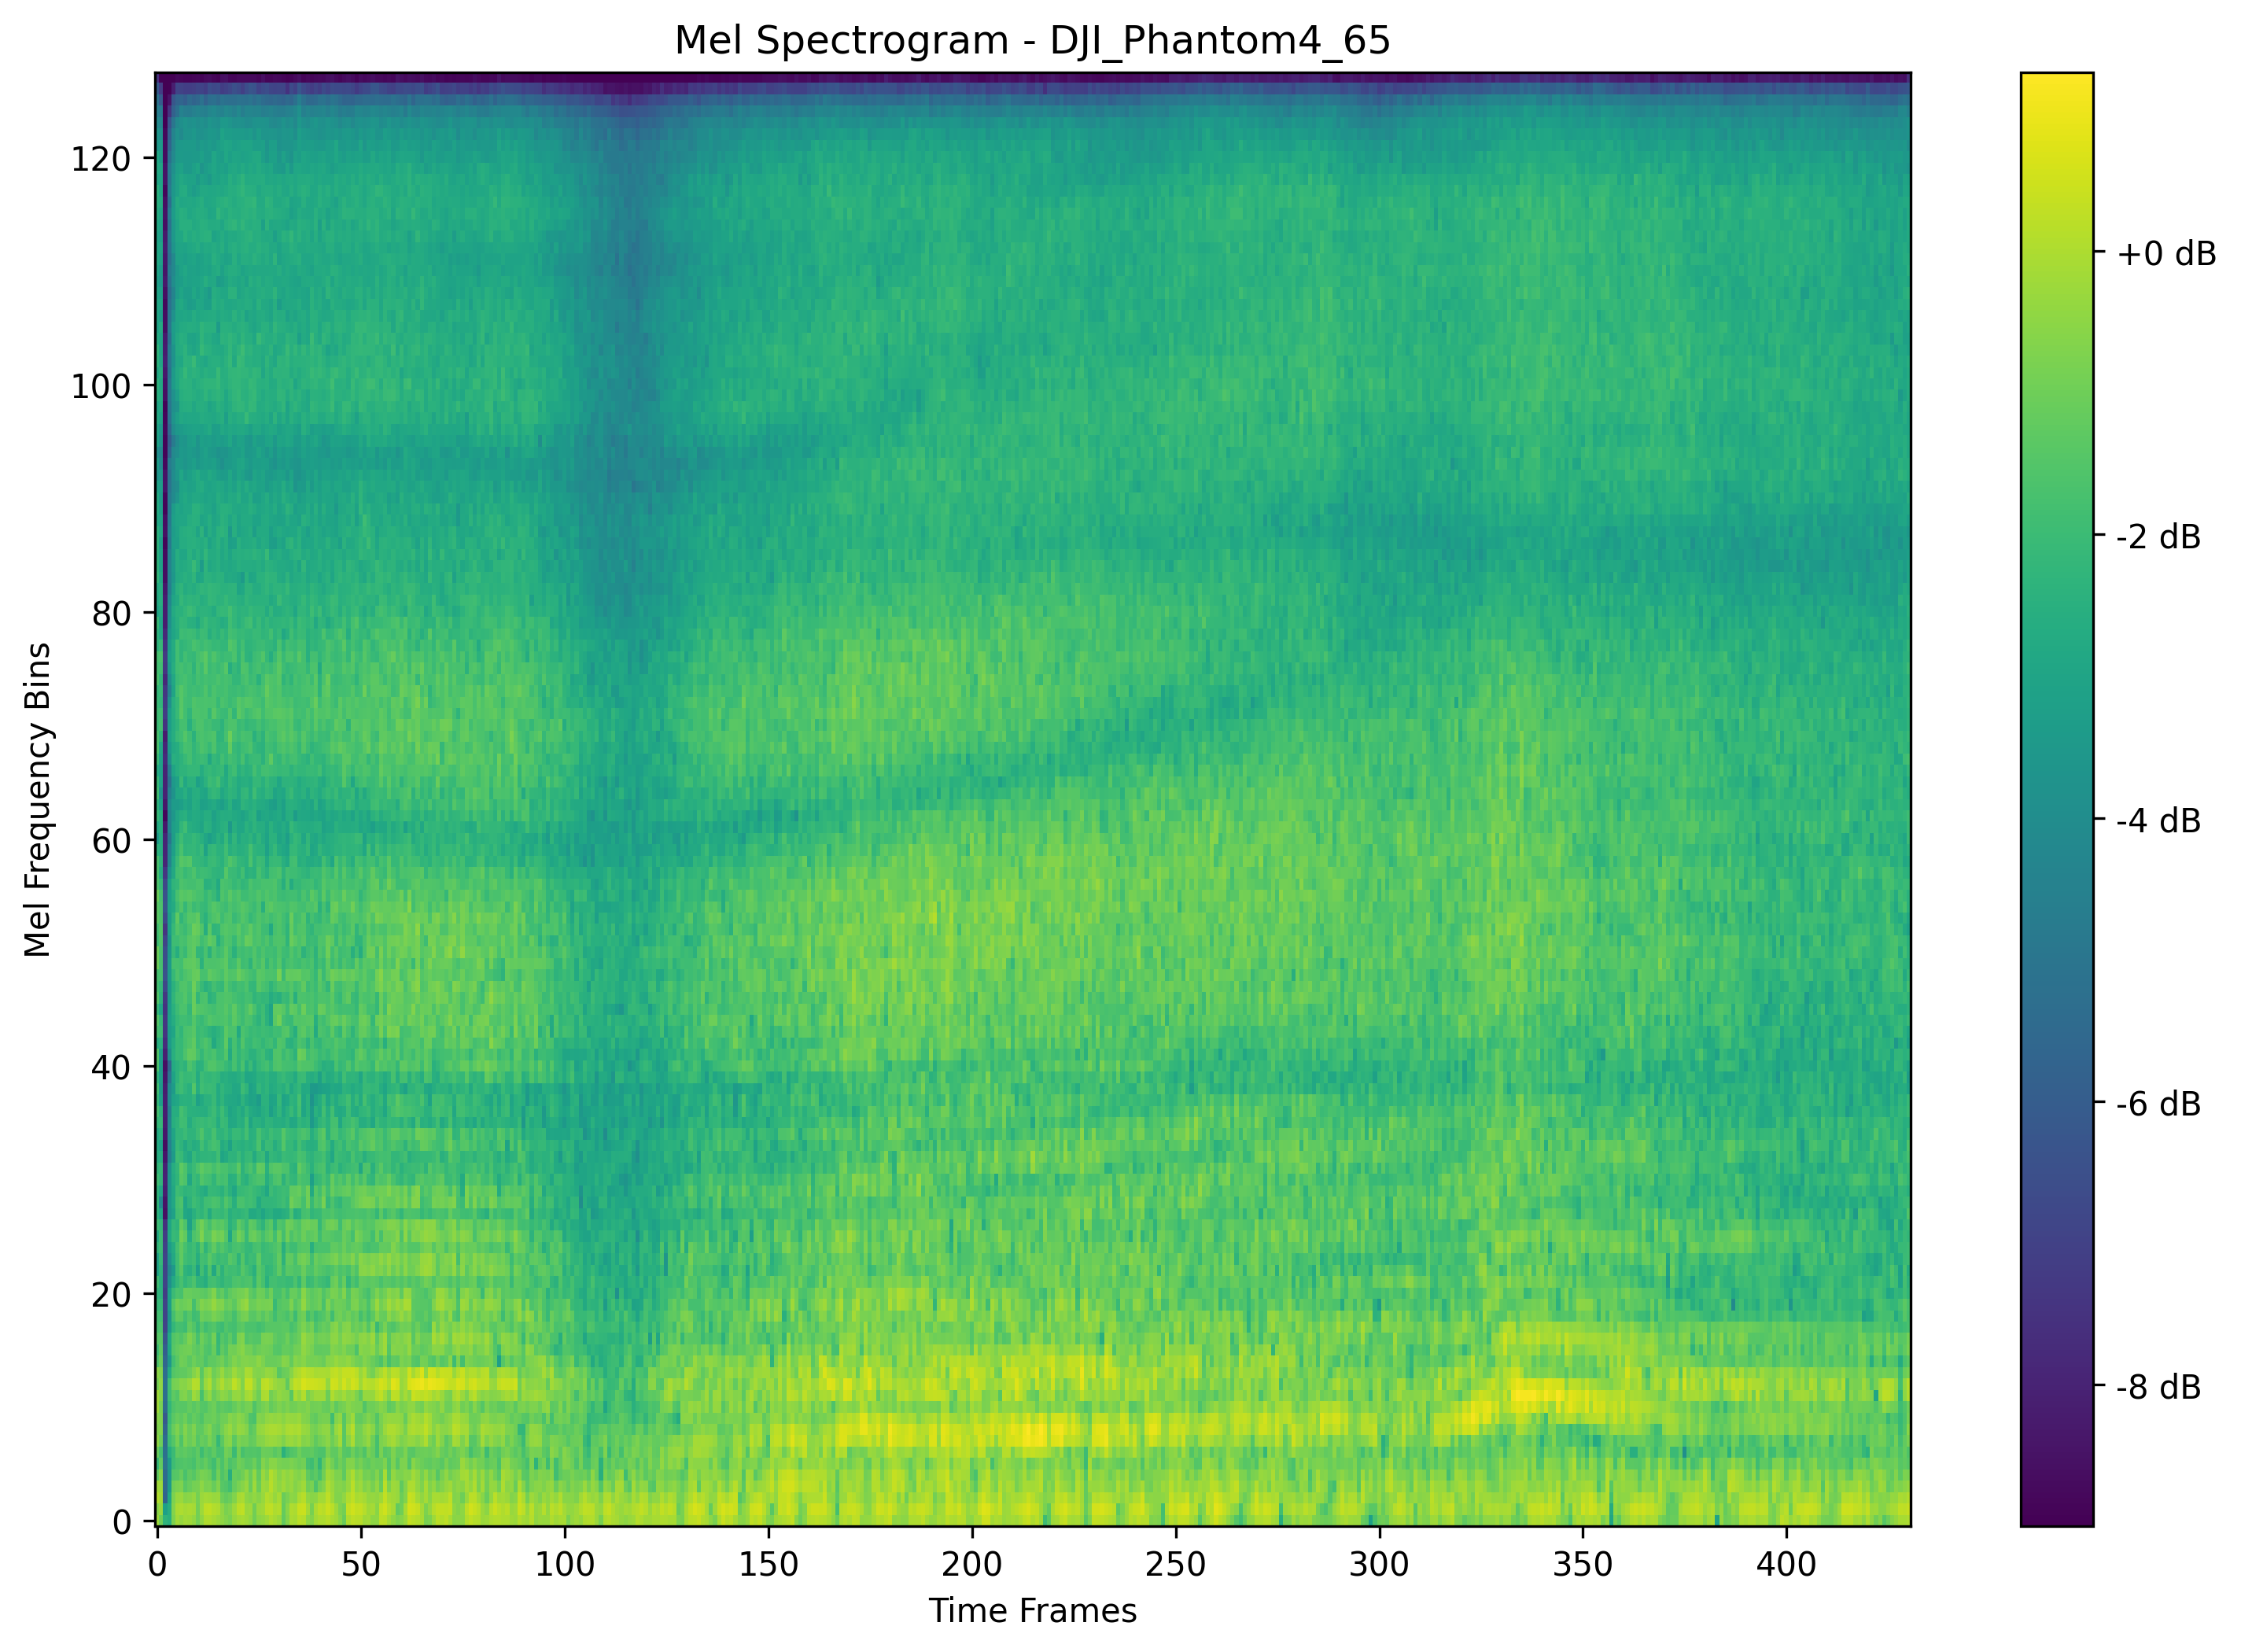 Mel Spectrogram - DJI_Phantom4_65
120
100
80
60
40
20
0
Mel Frequency Bins
0 50 100 150 200 250 300 350 400
Time Frames
+0 dB
-2 dB
-4 dB
-6 dB
-8 dB